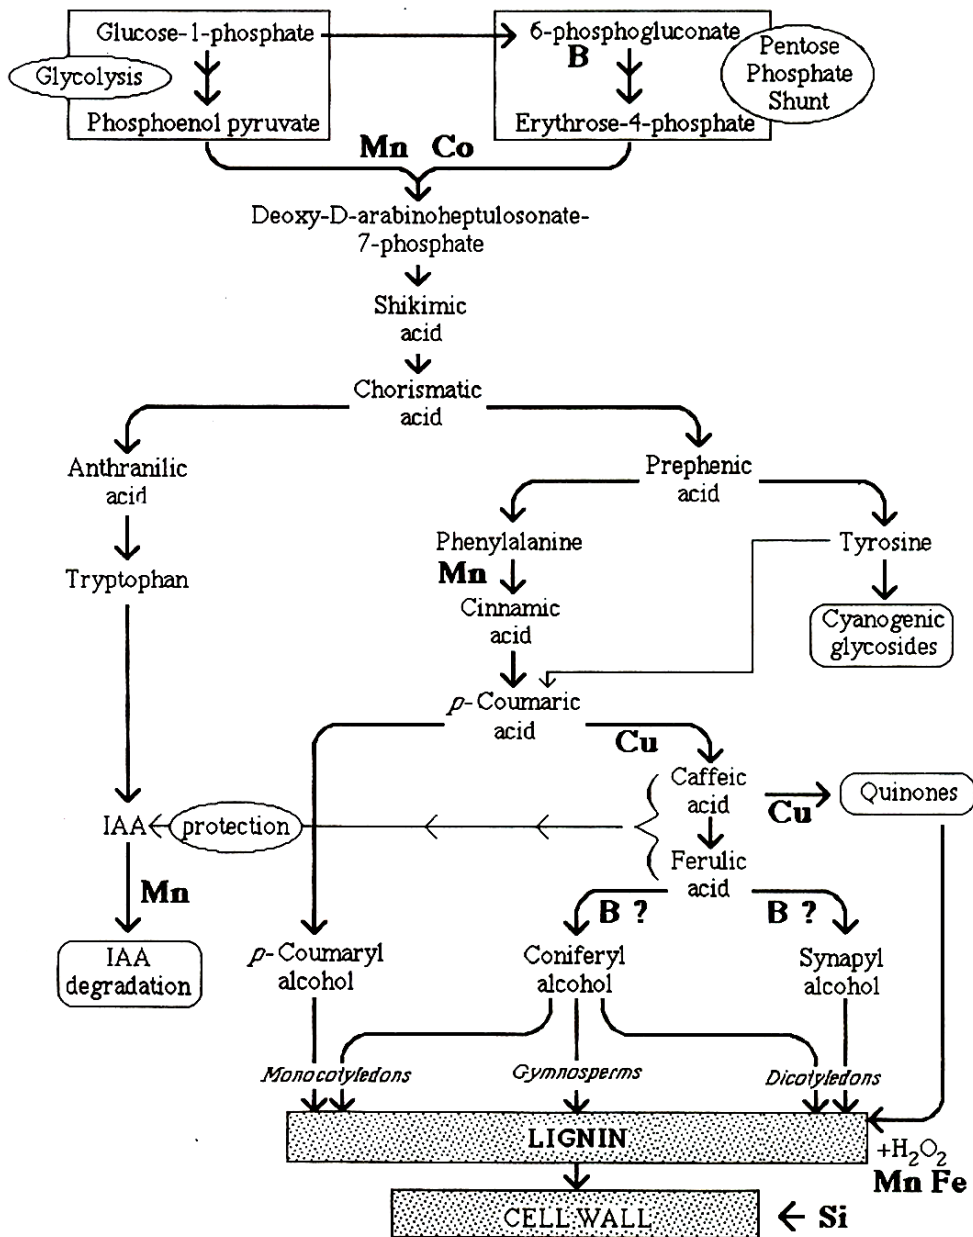 Glucose-1-phosphate
6-phosphogluconate
B
Pentose
Phosphate
Shunt
Glycolysis
Phosphoenol pyruvate
Erythrose-4-phosphate
Mn Co
Deoxy-D-arabinoheptulosonate-
7-phosphate
Shikimic
acid
Chorismatic
acid
Anthranilic
acid
Prephenic
acid
Phenylalanine
Tyrosine
Tryptophan
Mn
Cinnamic
acid
Cyanogenic
glycosides
p-Coumaric
acid
Cu
Caffeic
acid
Cu
Quinones
IAA
protection
Ferulic
acid
Mn
B ?
B ?
IAA
degradation
p-Coumaryl
alcohol
Coniferyl
alcohol
Synapyl
alcohol
Monocotyledons
Gymnosperms
Dicotyledons
LIGNIN
+H₂O₂
Mn Fe
CELL WALL
Si